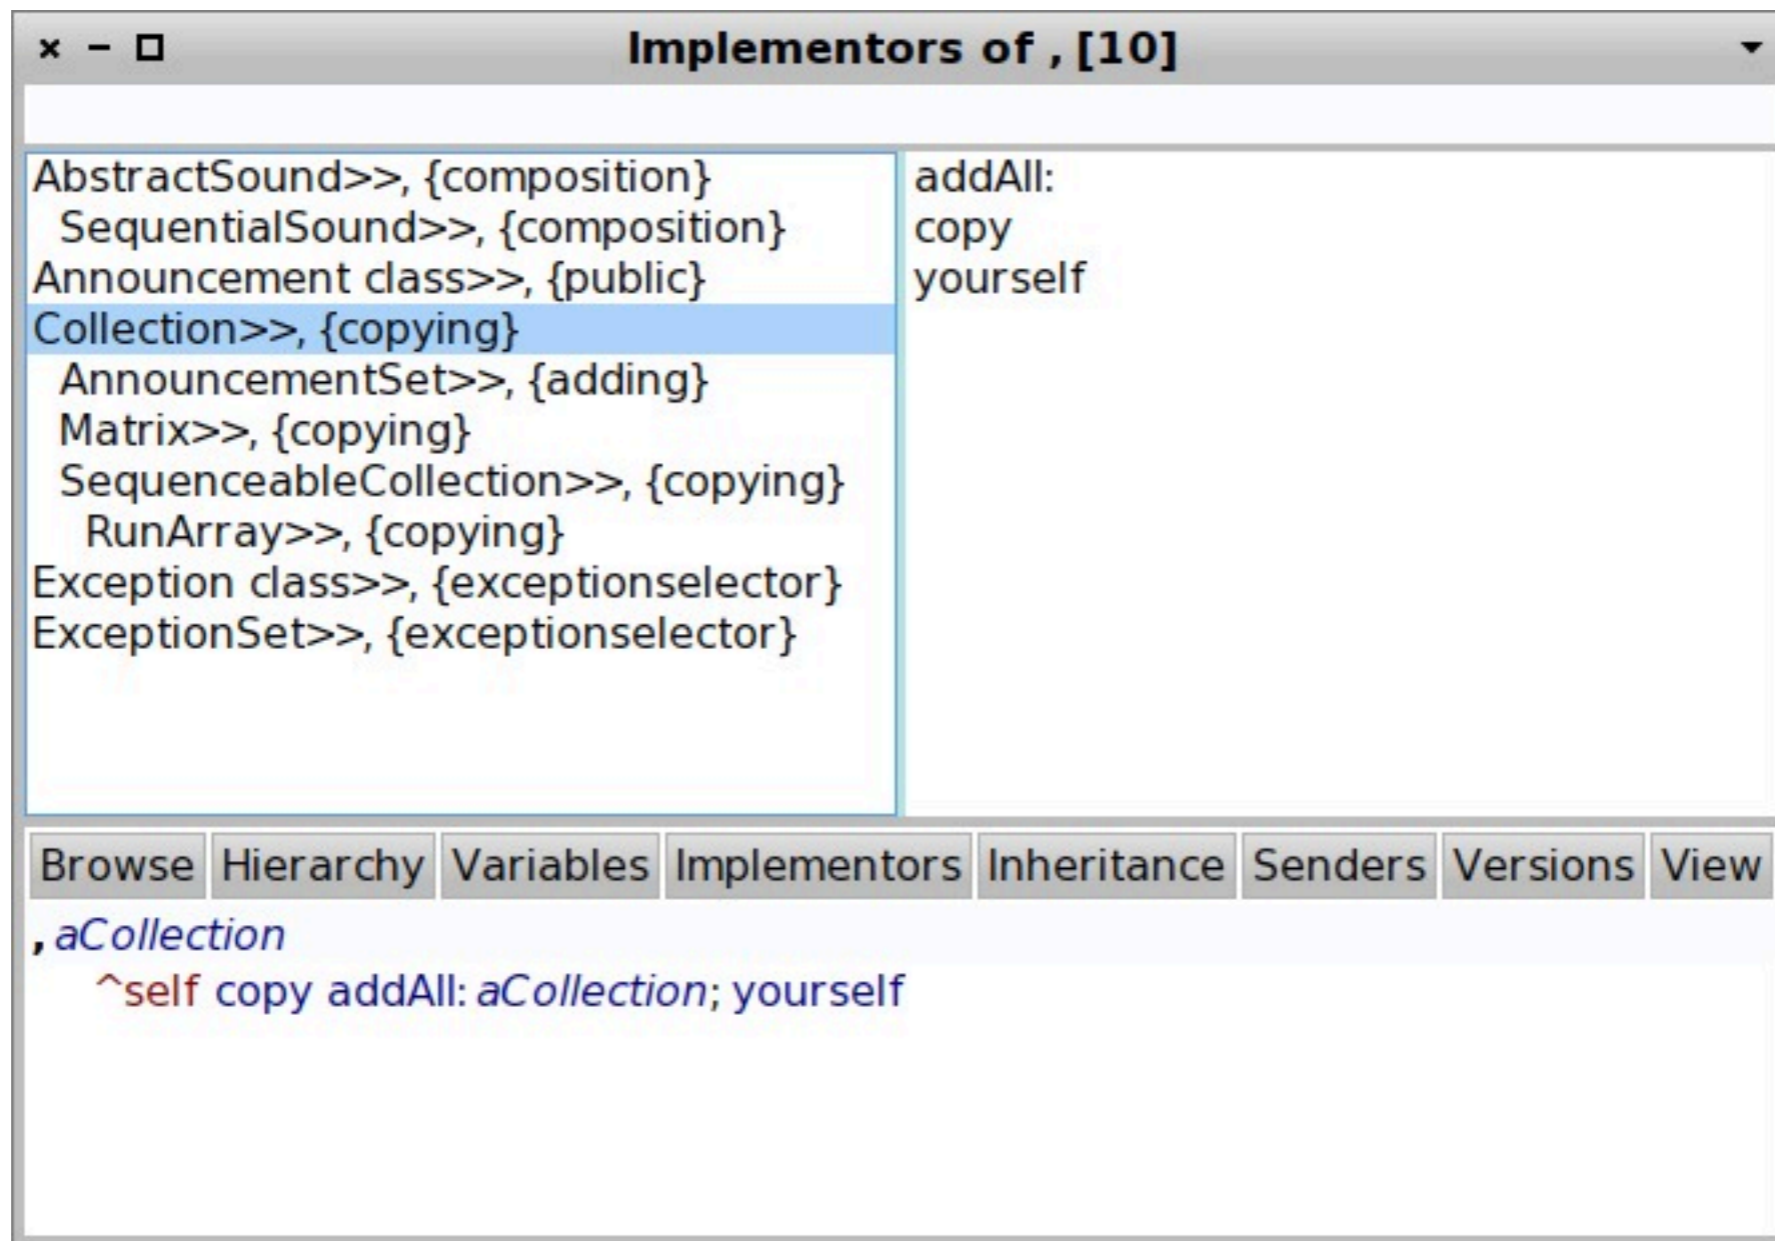 × – □ Implementors of , [10]
AbstractSound>>, {composition}
SequentialSound>>, {composition}
Announcement class>>, {public}
Collection>>, {copying}
AnnouncementSet>>, {adding}
Matrix>>, {copying}
SequenceableCollection>>, {copying}
RunArray>>, {copying}
Exception class>>, {exceptionselector}
ExceptionSet>>, {exceptionselector}
addAll:
copy
yourself
Browse Hierarchy Variables Implementors Inheritance Senders Versions View
, aCollection
^self copy addAll: aCollection; yourself